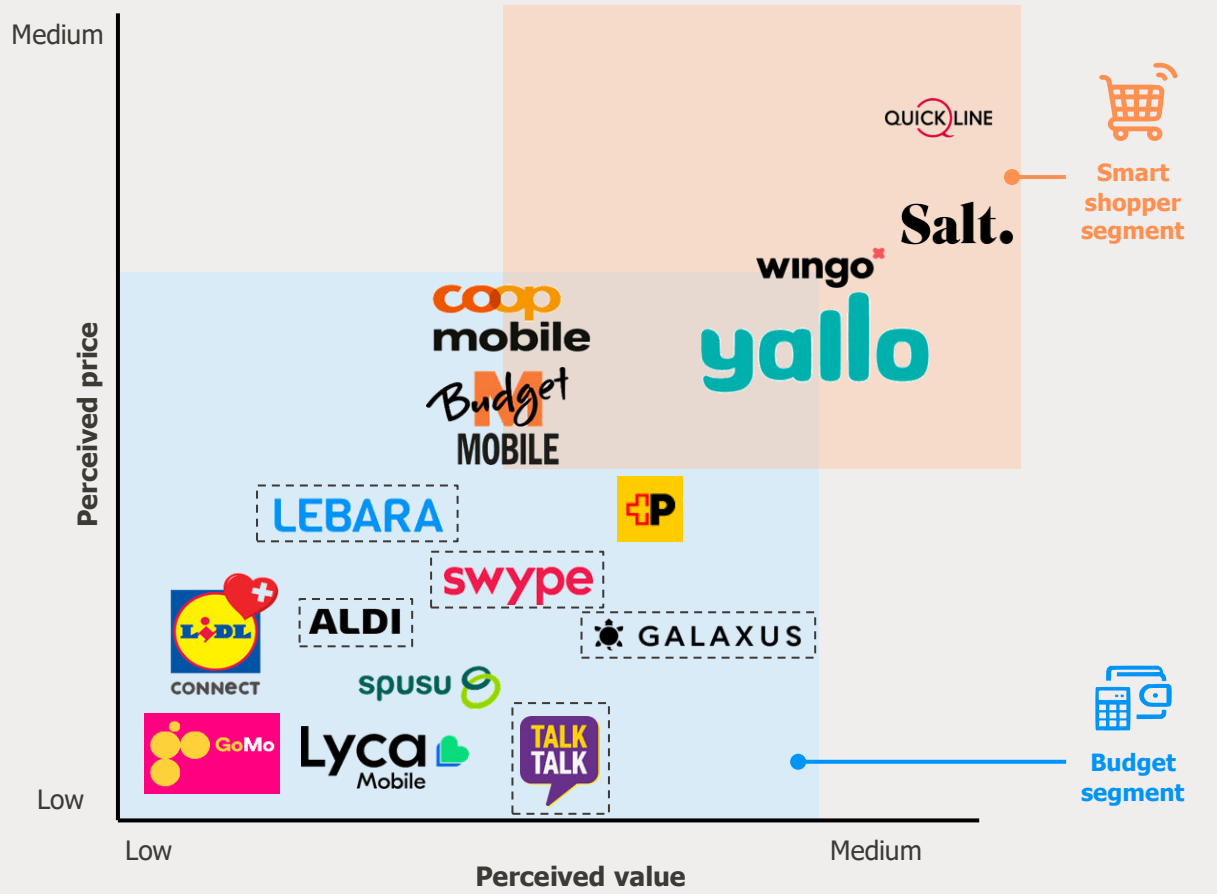 Medium
QUICKLINE
Smart
shopper
segment
Salt.
wingo
coop
mobile
yallo
Perceived price
M
Budget
MOBILE
LEBARA
P
swype
LIDL
CONNECT
ALDI
GALAXUS
spusu
GoMo
Lyca
Mobile
TALK
TALK
Budget
segment
Low
Low
Medium
Perceived value